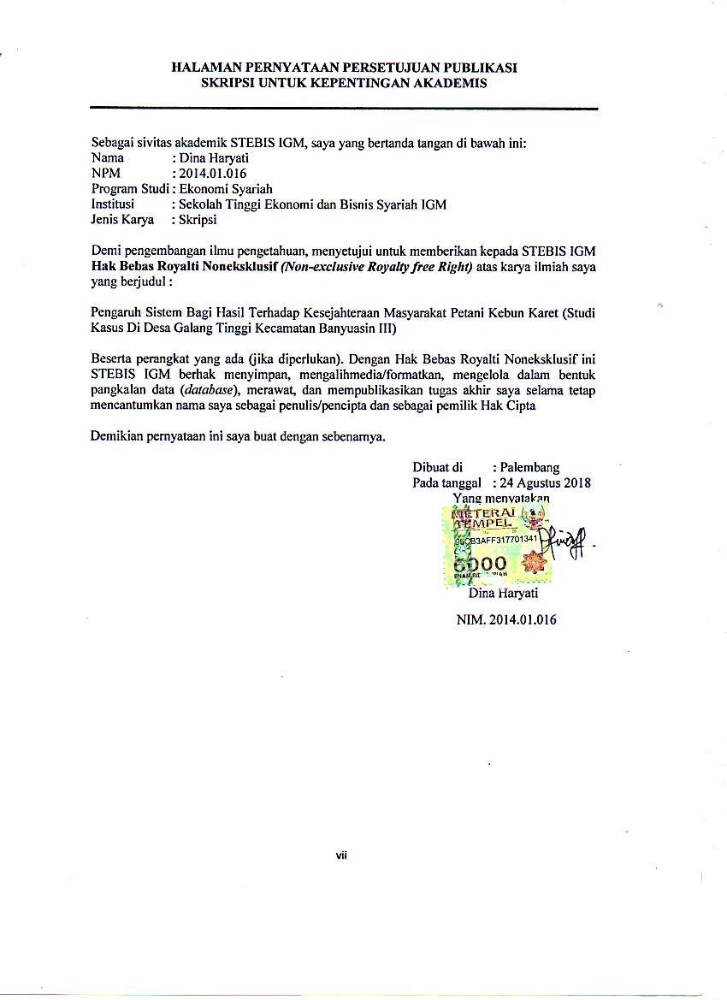 HALAMAN PERNYATAAN PERSETUJUAN PUBLIKASI
SKRIPSI UNTUK KEPENTINGAN AKADEMIS
Sebagai sivitas akademik STEBIS IGM, saya yang bertanda tangan di bawah ini:
Nama : Dina Haryati
NPM : 2014.01.016
Program Studi : Ekonomi Syariah
Institusi : Sekolah Tinggi Ekonomi dan Bisnis Syariah IGM
Jenis Karya : Skripsi
Demi pengembangan ilmu pengetahuan, menyetujui untuk memberikan kepada STEBIS IGM
Hak Bebas Royalti Noneksklusif (Non-exclusive Royalty free Right) atas karya ilmiah saya
yang berjudul :
Pengaruh Sistem Bagi Hasil Terhadap Kesejahteraan Masyarakat Petani Kebun Karet (Studi
Kasus Di Desa Galang Tinggi Kecamatan Banyuasin III)
Beserta perangkat yang ada (jika diperlukan). Dengan Hak Bebas Royalti Noneksklusif ini
STEBIS IGM berhak menyimpan, mengalihmedia/formatkan, mengelola dalam bentuk
pangkalan data (database), merawat, dan mempublikasikan tugas akhir saya selama tetap
mencantumkan nama saya sebagai penulis/pencipta dan sebagai pemilik Hak Cipta
Demikian pernyataan ini saya buat dengan sebenarnya.
Dibuat di : Palembang
Pada tanggal : 24 Agustus 2018
Yang menyatakan
METERAI
TEMPEL
6000
Dina Haryati
NIM. 2014.01.016
vii